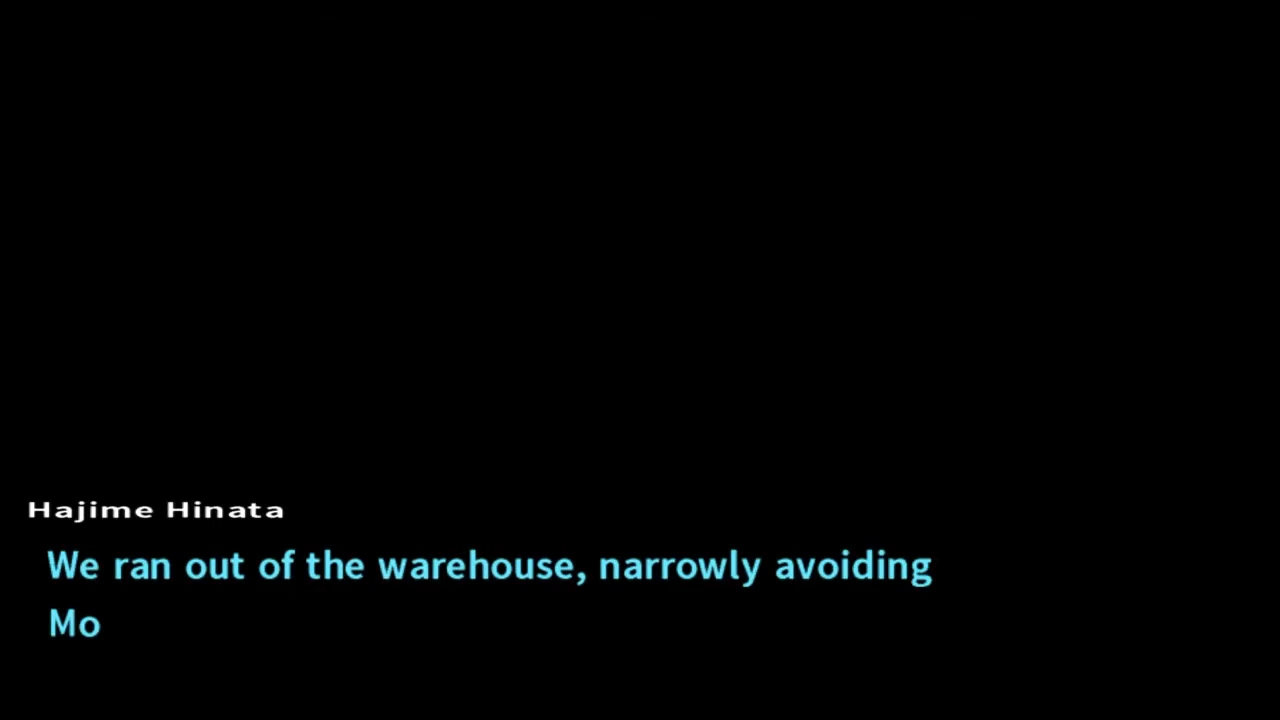 Hajime Hinata
We ran out of the warehouse, narrowly avoiding
Mo